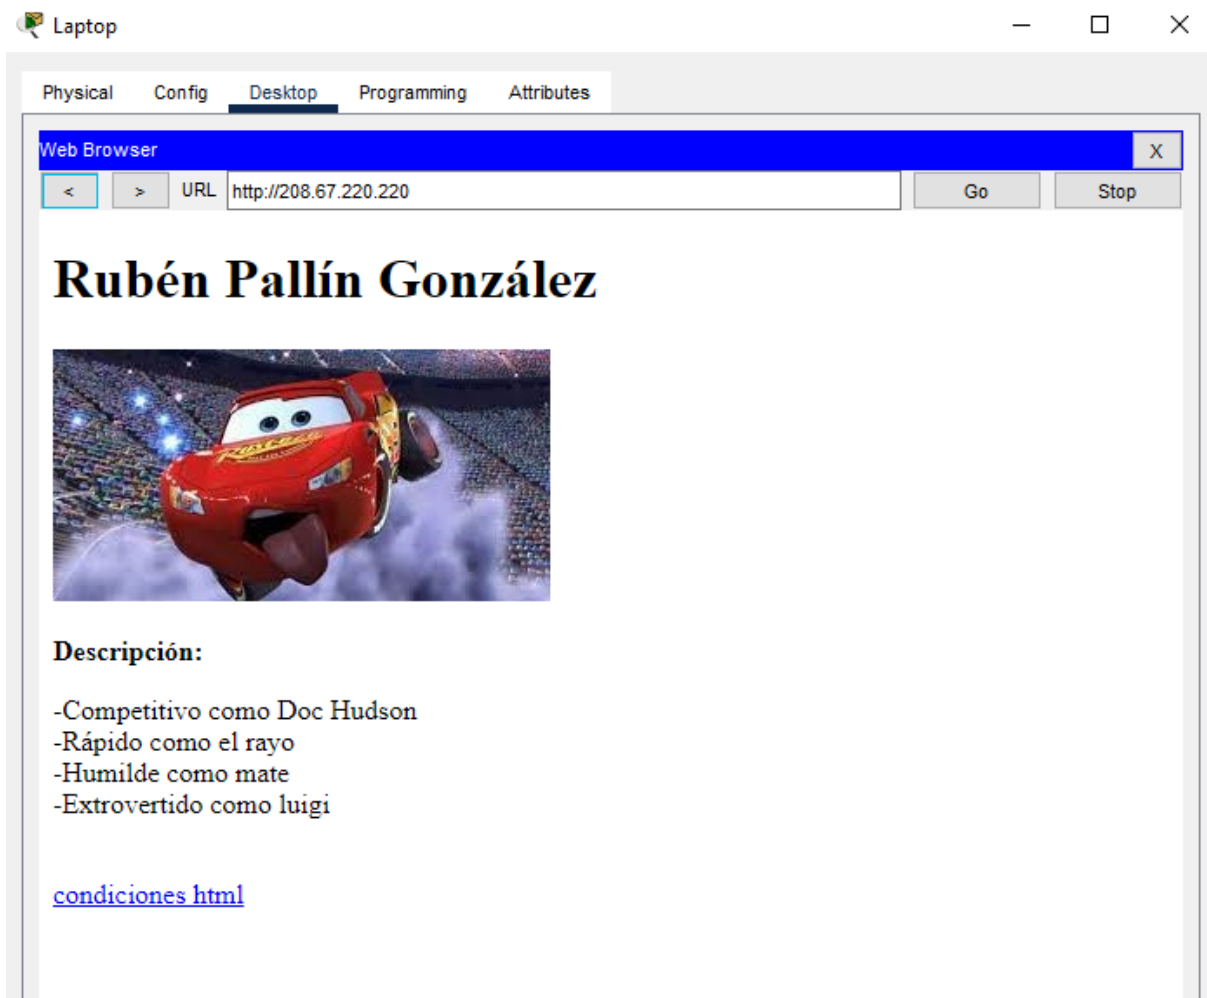 Laptop
Physical Config Desktop Programming Attributes
Web Browser X
< > URL http://208.67.220.220 Go Stop
Rubén Pallín González
Rusteze
Descripción:
-Competitivo como Doc Hudson
-Rápido como el rayo
-Humilde como mate
-Extrovertido como luigi
condiciones html